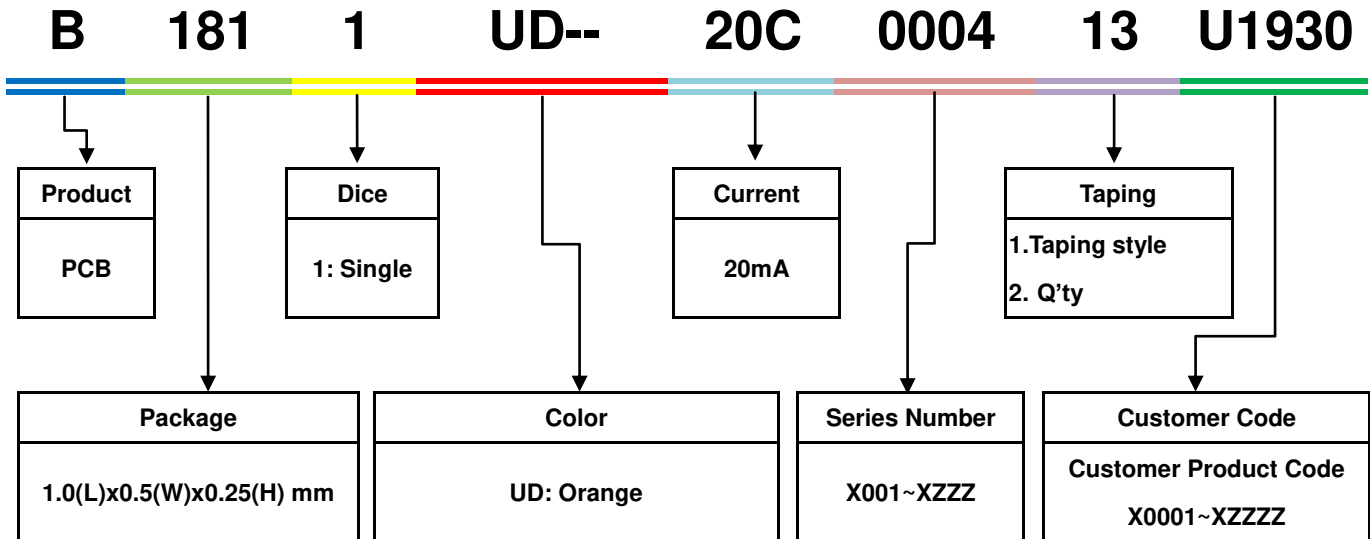 B 181 1 UD-- 20C 0004 13 U1930
Product
PCB
Dice
1: Single
Current
20mA
Taping
1.Taping style
2. Q’ty
Package
1.0(L)x0.5(W)x0.25(H) mm
Color
UD: Orange
Series Number
X001~XZZZ
Customer Code
Customer Product Code
X0001~XZZZZ